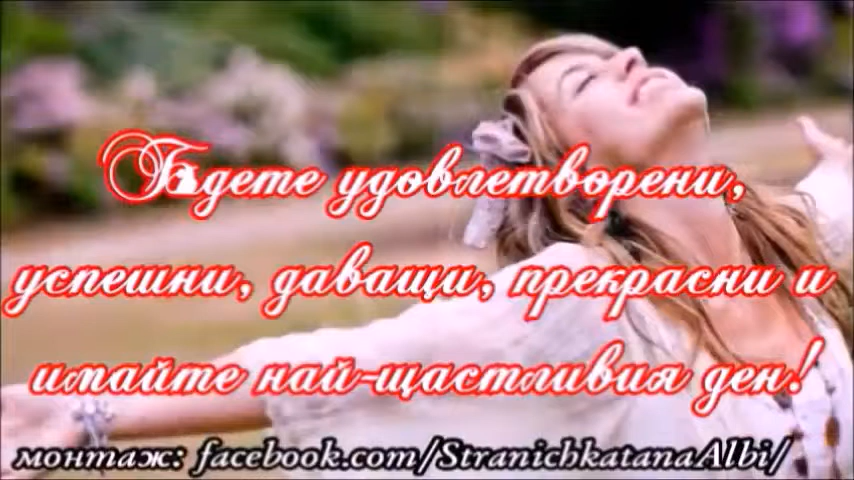 Бъдете удовлетворени,
успешни, даващи, прекрасни и
имайте най-щастливия ден!
монтаж: facebook.com/StranichkatanaAlbi/